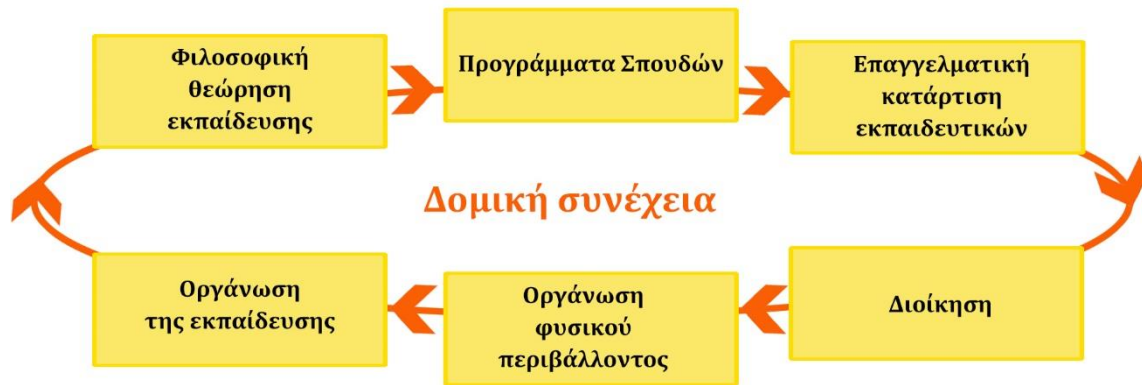 Φιλοσοφική
θεώρηση
εκπαίδευσης
Προγράμματα Σπουδών
Επαγγελματική
κατάρτιση
εκπαιδευτικών
Δομική συνέχεια
Οργάνωση
της εκπαίδευσης
Οργάνωση
φυσικού
περιβάλλοντος
Διοίκηση